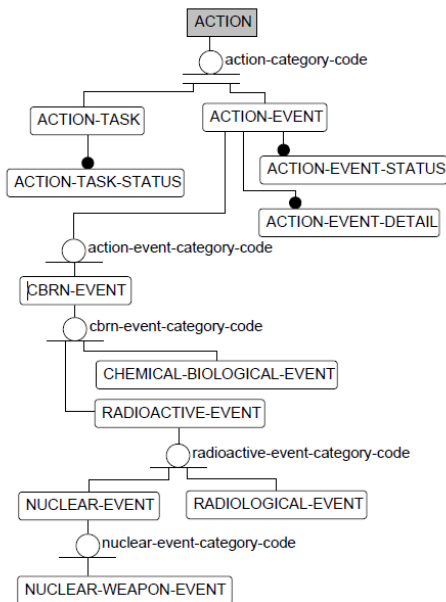 ACTION
action-category-code
ACTION-TASK
ACTION-EVENT
ACTION-TASK-STATUS
ACTION-EVENT-STATUS
ACTION-EVENT-DETAIL
action-event-category-code
CBRN-EVENT
cbrn-event-category-code
CHEMICAL-BIOLOGICAL-EVENT
RADIOACTIVE-EVENT
radioactive-event-category-code
NUCLEAR-EVENT
RADIOLOGICAL-EVENT
nuclear-event-category-code
NUCLEAR-WEAPON-EVENT